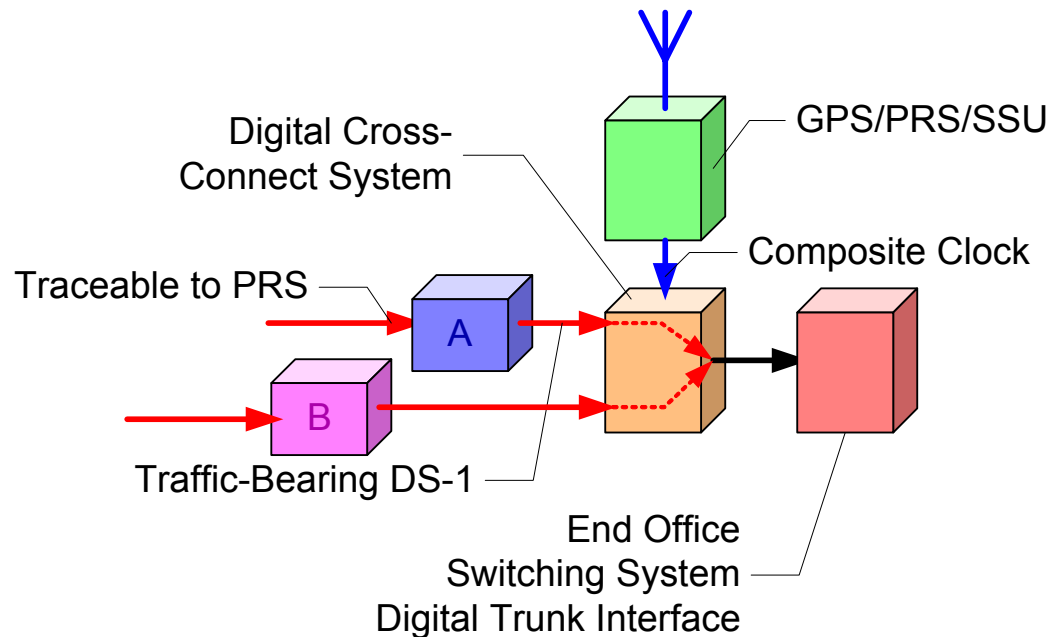 Digital Cross-
Connect System
GPS/PRS/SSU
Composite Clock
Traceable to PRS
A
B
Traffic-Bearing DS-1
End Office
Switching System
Digital Trunk Interface